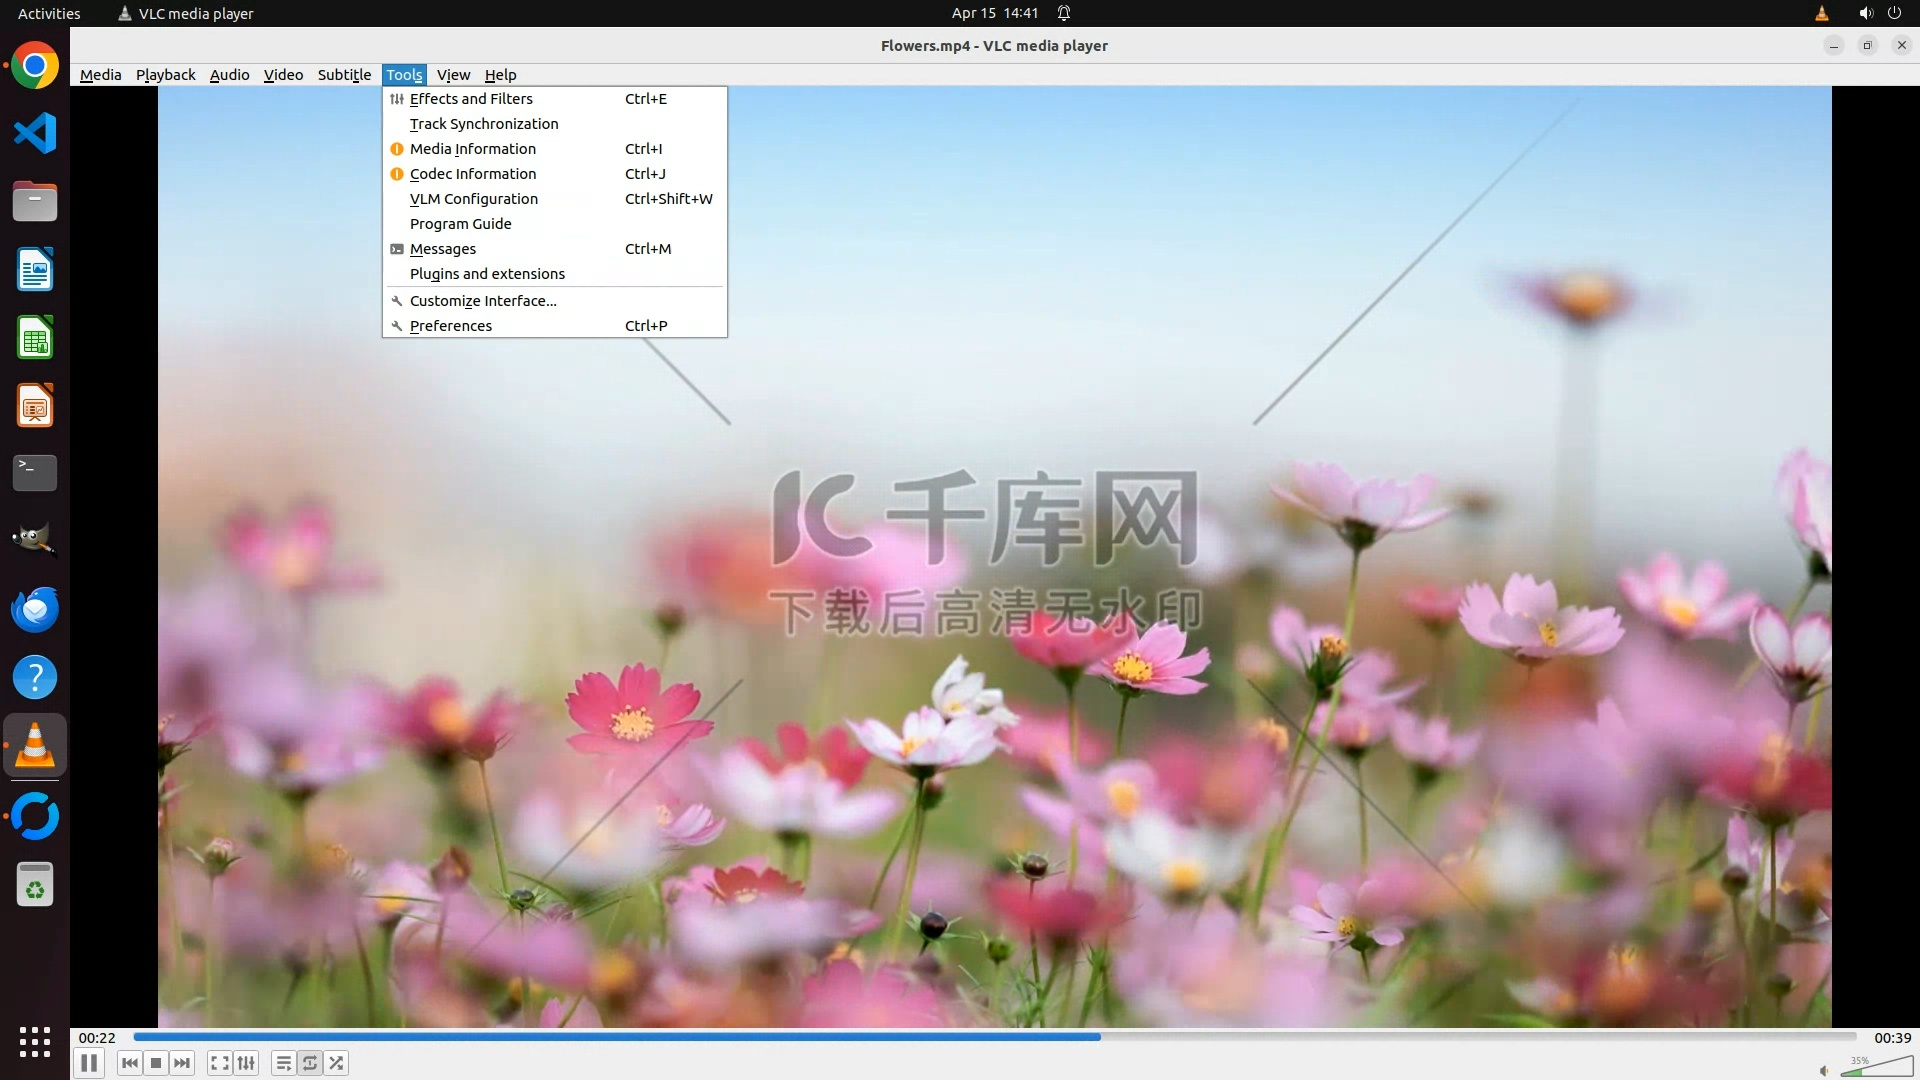 Activities
VLC media player
Apr 15 14:41
Flowers.mp4 - VLC media player
Media Playback Audio Video Subtitle Tools View Help
Effects and Filters Ctrl+E
Track Synchronization
Media Information Ctrl+I
Codec Information Ctrl+J
VLM Configuration Ctrl+Shift+W
Program Guide
Messages Ctrl+M
Plugins and extensions
Customize Interface...
Preferences Ctrl+P
IC千库网
下载后高清无水印
00:22
00:39
35%